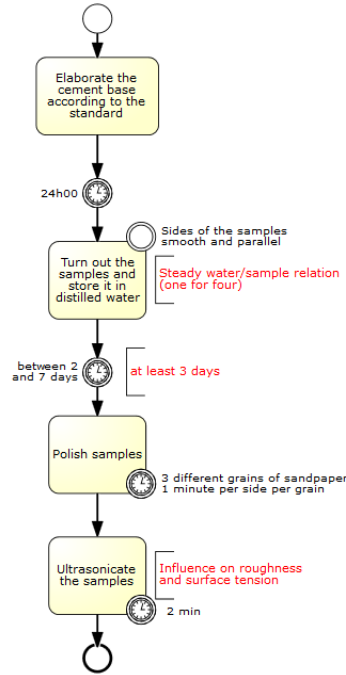 Elaborate the
cement base
according to the
standard
24h00
Sides of the samples
smooth and parallel
Turn out the
samples and
store it in
distilled water
Steady water/sample relation
(one for four)
between 2
and 7 days
at least 3 days
Polish samples
3 different grains of sandpaper
1 minute per side per grain
Ultrasonicate
the samples
Influence on roughness
and surface tension
2 min